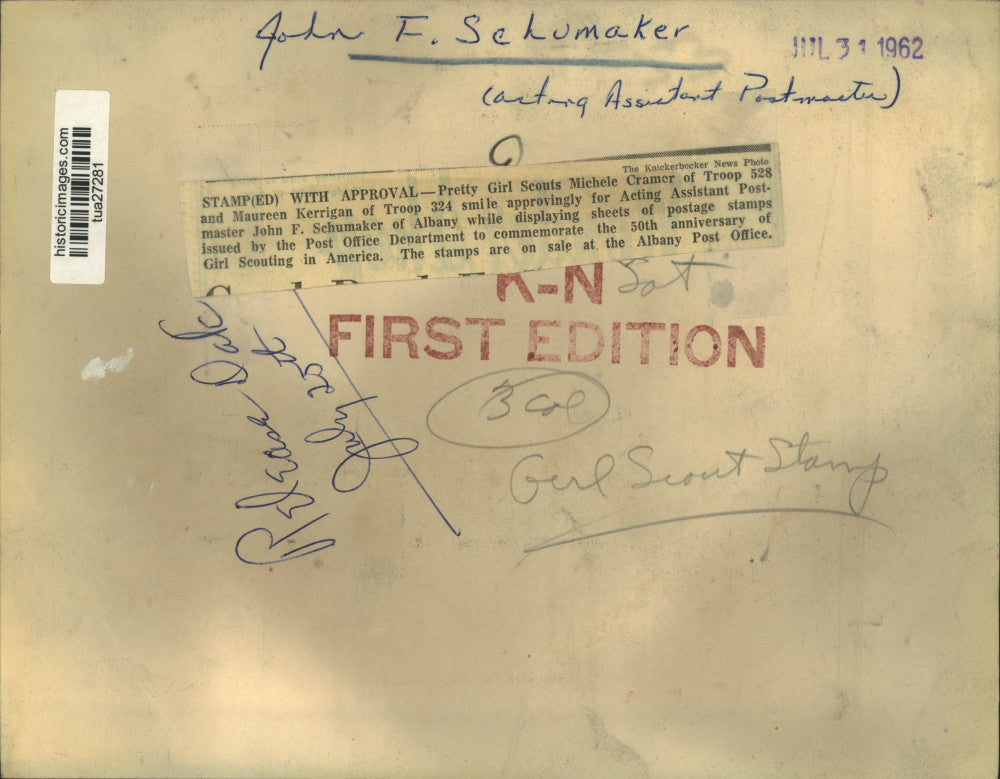 John F. Schumaker
JUL 31 1962
(acting Assistant Postmaster)
historicimages.com
tua27281
The Knickerbocker News Photo
STAMP(ED) WITH APPROVAL—Pretty Girl Scouts Michele Cramer of Troop 528
and Maureen Kerrigan of Troop 324 smile approvingly for Acting Assistant Post-
master John F. Schumaker of Albany while displaying sheets of postage stamps
issued by the Post Office Department to commemorate the 50th anniversary of
Girl Scouting in America. The stamps are on sale at the Albany Post Office.
K-N Sat
FIRST EDITION
Release Date
July 25th
3 Col
Girl Scout Stamp